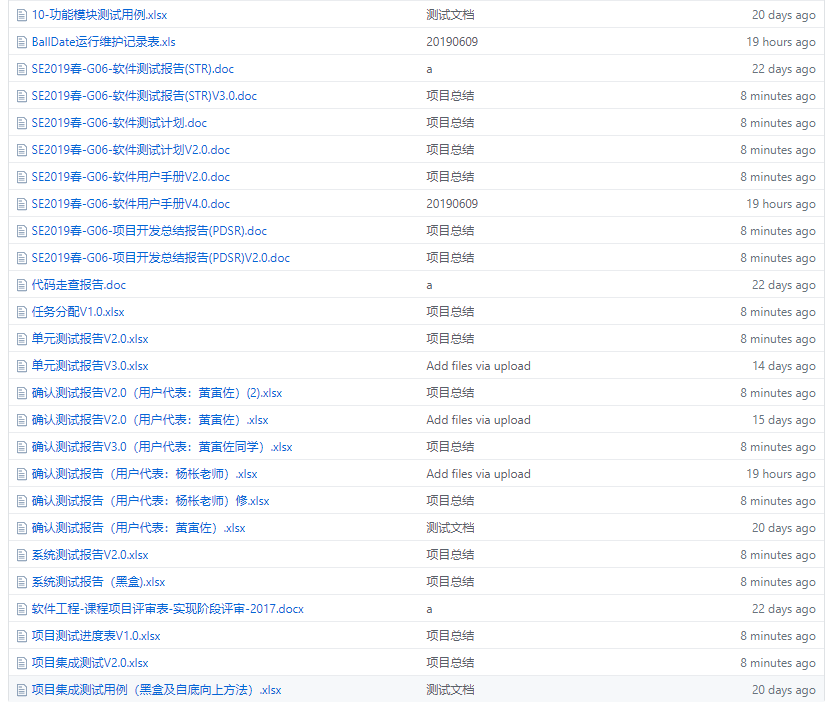 10-功能模块测试用例.xlsx 测试文档 20 days ago
BallDate运行维护记录表.xls 20190609 19 hours ago
SE2019春-G06-软件测试报告(STR).doc a 22 days ago
SE2019春-G06-软件测试报告(STR)V3.0.doc 项目总结 8 minutes ago
SE2019春-G06-软件测试计划.doc 项目总结 8 minutes ago
SE2019春-G06-软件测试计划V2.0.doc 项目总结 8 minutes ago
SE2019春-G06-软件用户手册V2.0.doc 项目总结 8 minutes ago
SE2019春-G06-软件用户手册V4.0.doc 20190609 19 hours ago
SE2019春-G06-项目开发总结报告(PDSR).doc 项目总结 8 minutes ago
SE2019春-G06-项目开发总结报告(PDSR)V2.0.doc 项目总结 8 minutes ago
代码走查报告.doc a 22 days ago
任务分配V1.0.xlsx 项目总结 8 minutes ago
单元测试报告V2.0.xlsx 项目总结 8 minutes ago
单元测试报告V3.0.xlsx Add files via upload 14 days ago
确认测试报告V2.0（用户代表：黄寅佐）(2).xlsx 项目总结 8 minutes ago
确认测试报告V2.0（用户代表：黄寅佐）.xlsx Add files via upload 15 days ago
确认测试报告V3.0（用户代表：黄寅佐同学）.xlsx 项目总结 8 minutes ago
确认测试报告（用户代表：杨枨老师）.xlsx Add files via upload 19 hours ago
确认测试报告（用户代表：杨枨老师）修.xlsx 项目总结 8 minutes ago
确认测试报告（用户代表：黄寅佐）.xlsx 测试文档 20 days ago
系统测试报告V2.0.xlsx 项目总结 8 minutes ago
系统测试报告（黑盒).xlsx 项目总结 8 minutes ago
软件工程-课程项目评审表-实现阶段评审-2017.docx a 22 days ago
项目测试进度表V1.0.xlsx 项目总结 8 minutes ago
项目集成测试V2.0.xlsx 项目总结 8 minutes ago
项目集成测试用例（黑盒及自底向上方法）.xlsx 测试文档 20 days ago